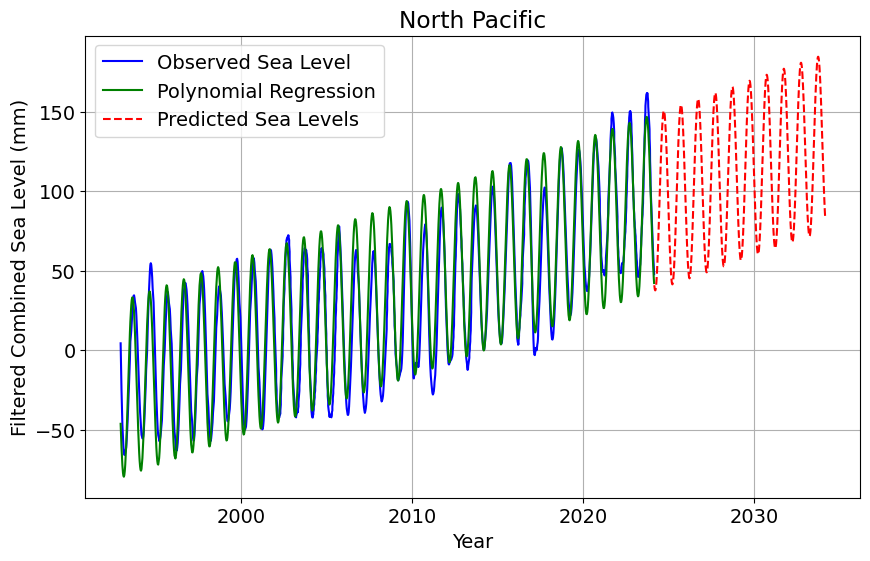 North Pacific
Observed Sea Level
Polynomial Regression
Predicted Sea Levels
Filtered Combined Sea Level (mm)
150
100
50
0
−50
2000
2010
2020
2030
Year